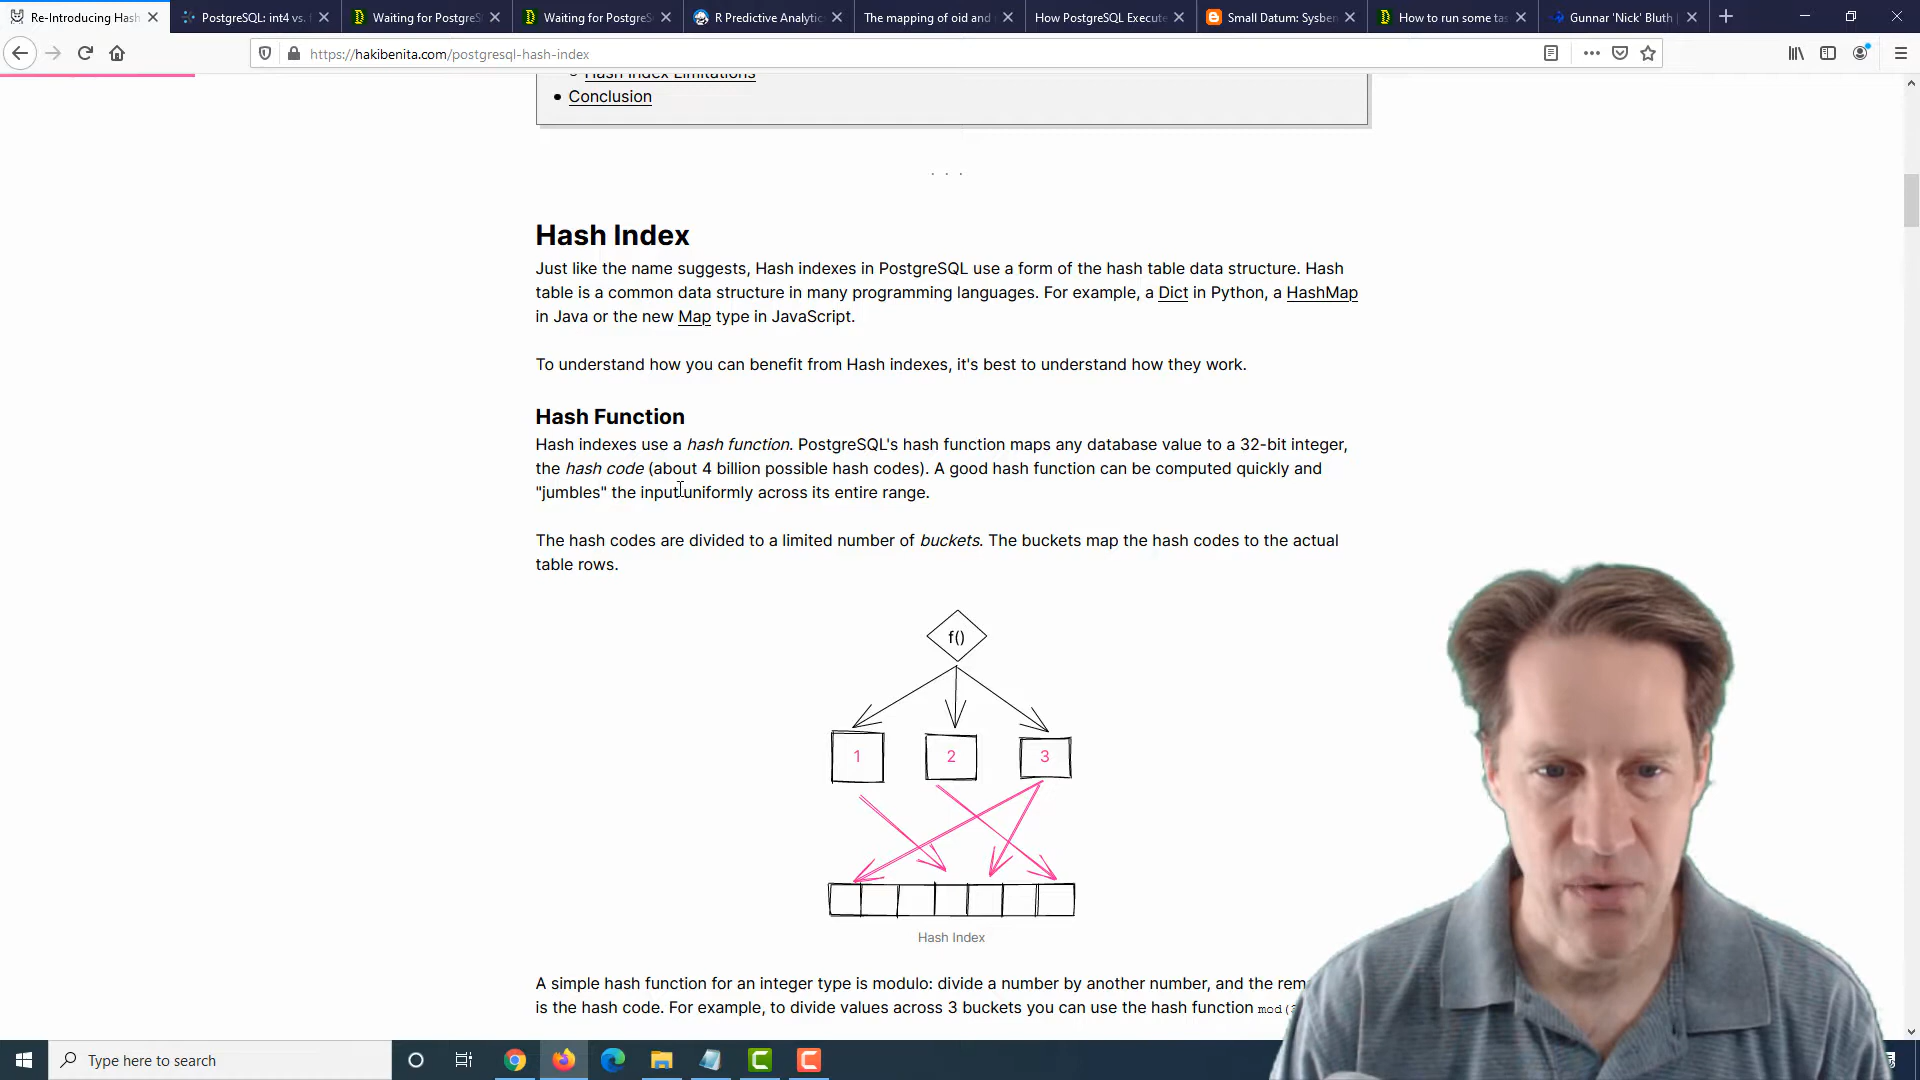 Re-Introducing Hash
PostgreSQL: int4 vs.
Waiting for PostgreS
Waiting for PostgreS
R Predictive Analytic
The mapping of oid and
How PostgreSQL Execute
Small Datum: Sysben
How to run some tas
Gunnar 'Nick' Bluth
https://hakibenita.com/postgresql-hash-index
Hash Index Limitations
Conclusion
. . .
Hash Index
Just like the name suggests, Hash indexes in PostgreSQL use a form of the hash table data structure. Hash
table is a common data structure in many programming languages. For example, a Dict in Python, a HashMap
in Java or the new Map type in JavaScript.
To understand how you can benefit from Hash indexes, it's best to understand how they work.
Hash Function
Hash indexes use a hash function. PostgreSQL's hash function maps any database value to a 32-bit integer,
the hash code (about 4 billion possible hash codes). A good hash function can be computed quickly and
"jumbles" the input uniformly across its entire range.
The hash codes are divided to a limited number of buckets. The buckets map the hash codes to the actual
table rows.
f()
1 2 3
Hash Index
A simple hash function for an integer type is modulo: divide a number by another number, and the rem
is the hash code. For example, to divide values across 3 buckets you can use the hash function mod(
Type here to search